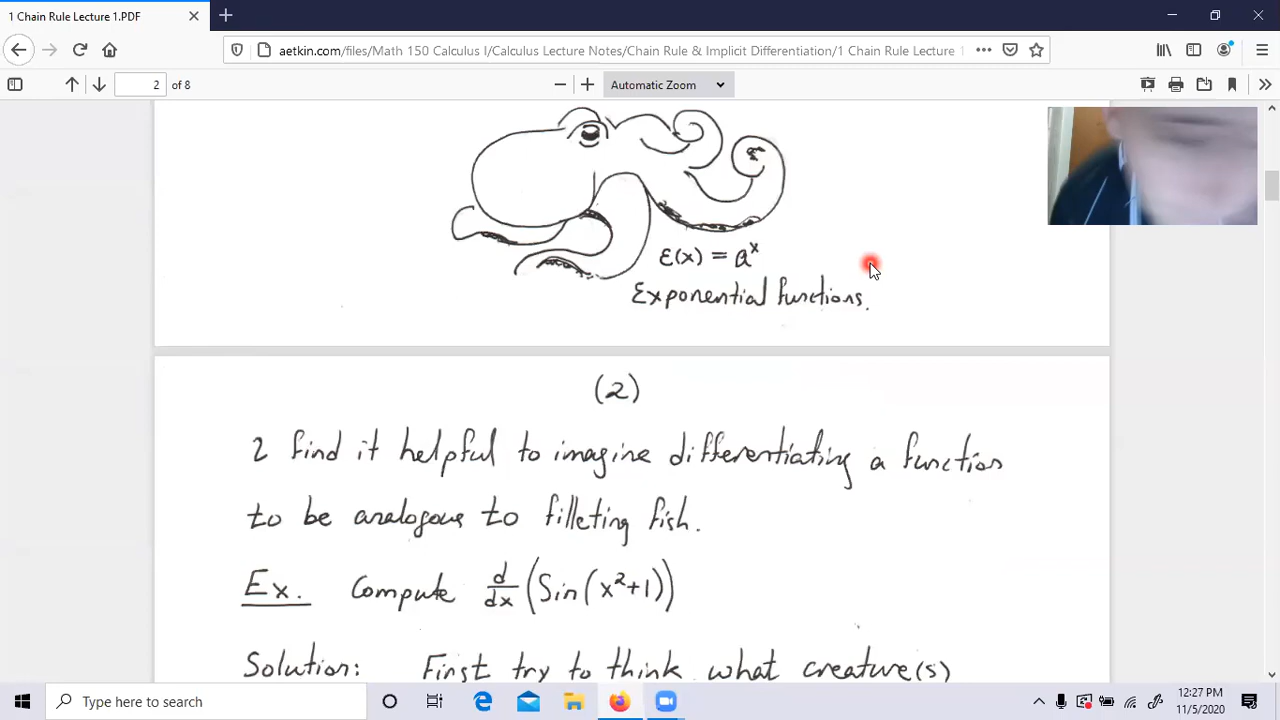 1 Chain Rule Lecture 1.PDF
aetkin.com/files/Math 150 Calculus I/Calculus Lecture Notes/Chain Rule & Implicit Differentiation/1 Chain Rule Lecture 1
2 of 8
Automatic Zoom
ε(x) = a^x
Exponential functions.
(2)
I find it helpful to imagine differentiating a function
to be analogous to filleting fish.
Ex. Compute d/dx (Sin(x²+1))
Solution: First try to think what creature(s)
Type here to search
12:27 PM
11/5/2020